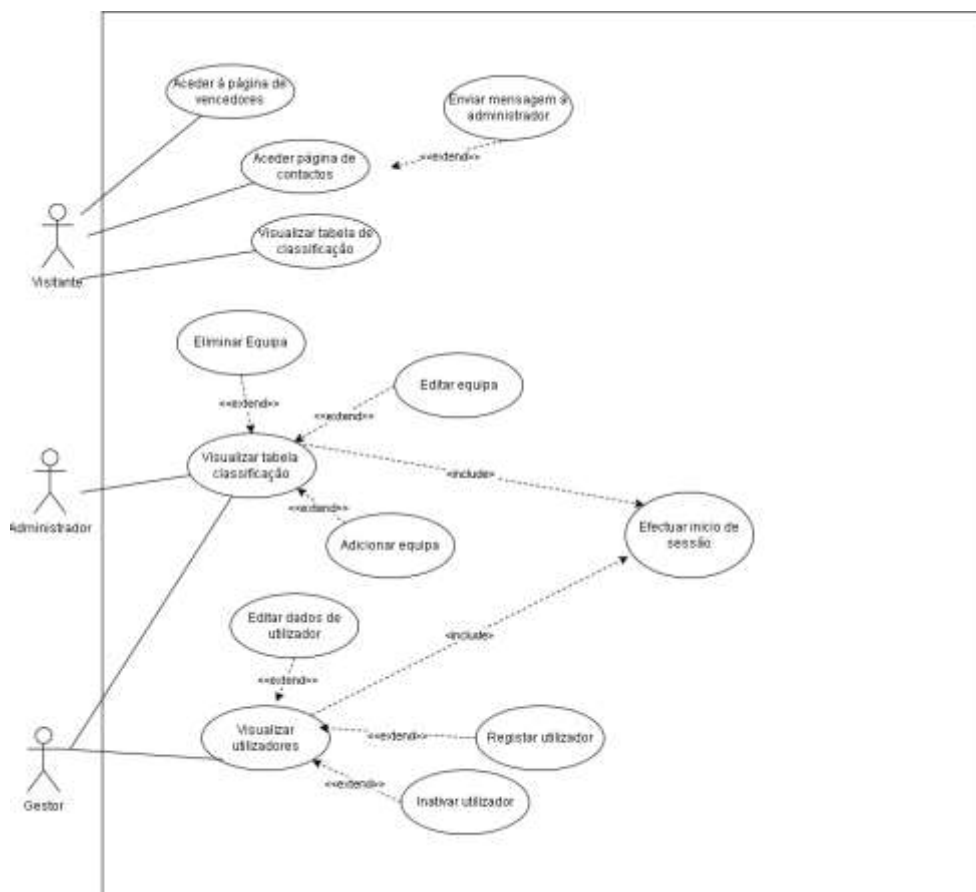 Aceder à página de
vencedores
Enviar mensagem a
administrador
<<extend>>
Aceder página de
contactos
Visualizar tabela de
classificação
Visitante
Eliminar Equipa
<<extend>>
Editar equipa
<<extend>>
Visualizar tabela
classificação
<include>
Administrador
<<extend>>
Adicionar equipa
Efectuar inicio de
sessão
Editar dados de
utilizador
<include>
<<extend>>
Visualizar
utilizadores
<<extend>>
Registar utilizador
<<extend>>
Inativar utilizador
Gestor